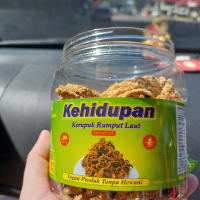 Kehidupan
Kerupuk Rumput Laut
Vegan Produk Tanpa Hewani